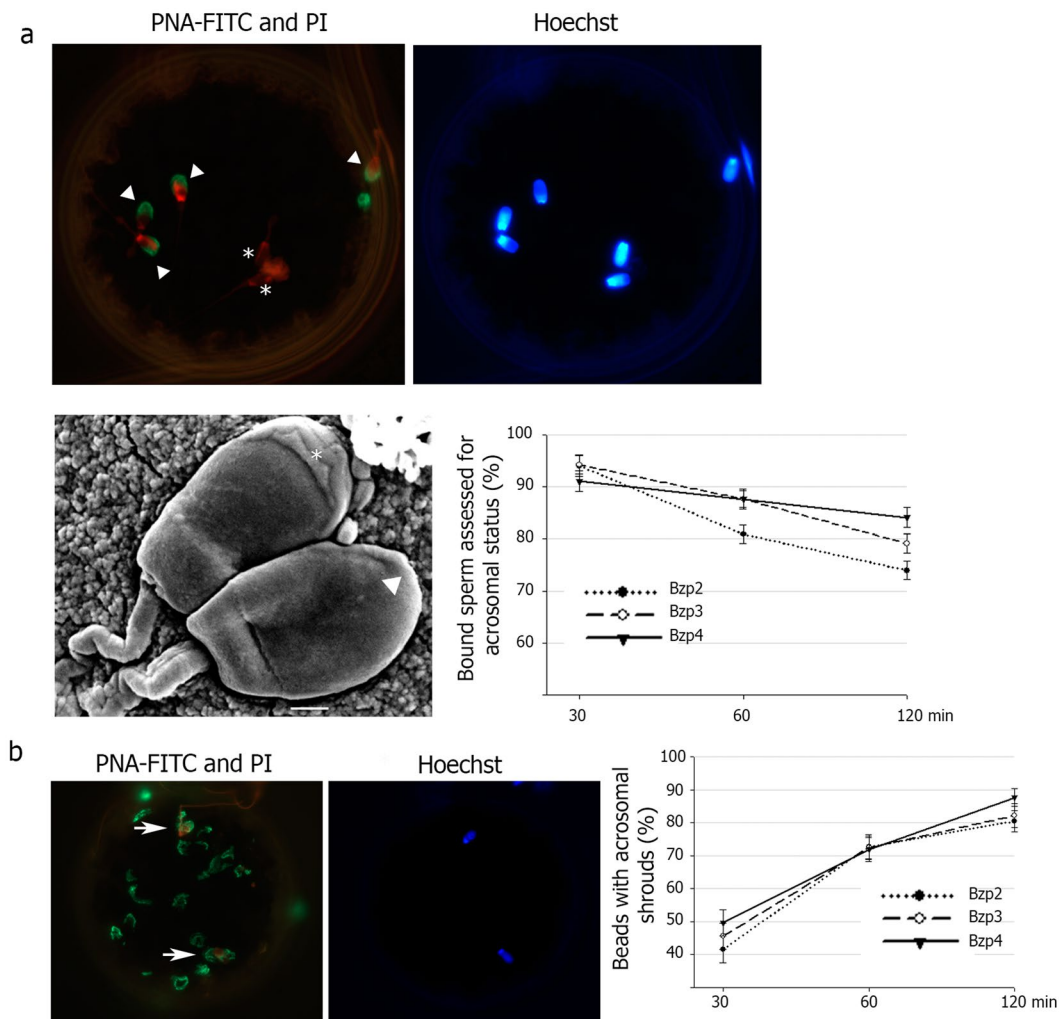 a
PNA-FITC and PI
Hoechst
*
*
*
Bound sperm assessed for
acrosomal status (%)
100
90
80
70
60
Bzp2
Bzp3
Bzp4
30
60
120 min
b
PNA-FITC and PI
Hoechst
Beads with acrosomal
shrouds (%)
100
90
80
70
60
50
40
Bzp2
Bzp3
Bzp4
30
60
120 min